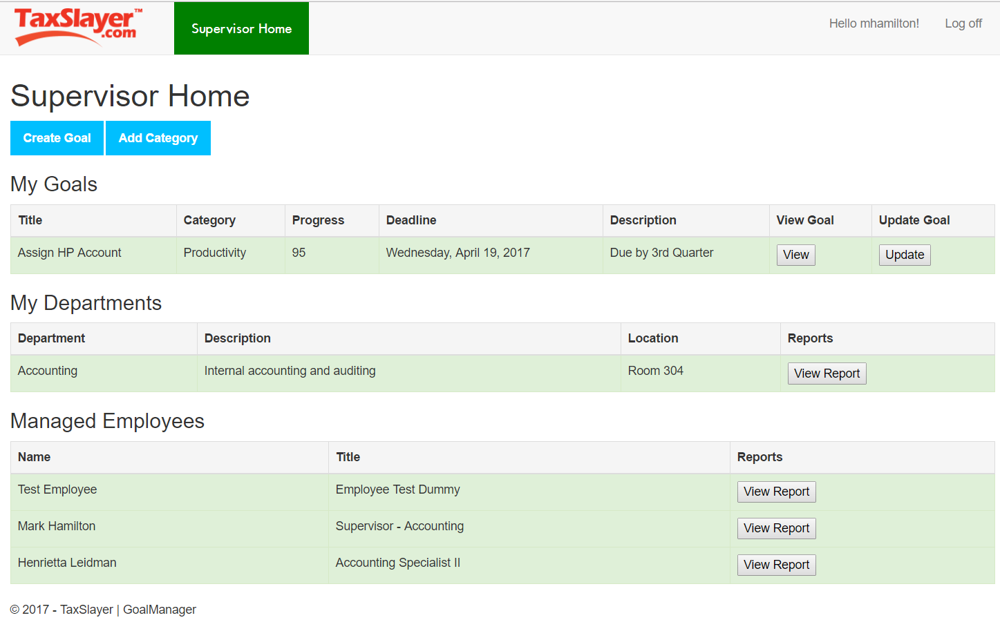 TaxSlayer™
.com
Supervisor Home
Hello mhamilton!
Log off
Supervisor Home
Create Goal
Add Category
My Goals
Title Category Progress Deadline Description View Goal Update Goal
Assign HP Account Productivity 95 Wednesday, April 19, 2017 Due by 3rd Quarter View Update
My Departments
Department Description Location Reports
Accounting Internal accounting and auditing Room 304 View Report
Managed Employees
Name Title Reports
Test Employee Employee Test Dummy View Report
Mark Hamilton Supervisor - Accounting View Report
Henrietta Leidman Accounting Specialist II View Report
© 2017 - TaxSlayer | GoalManager